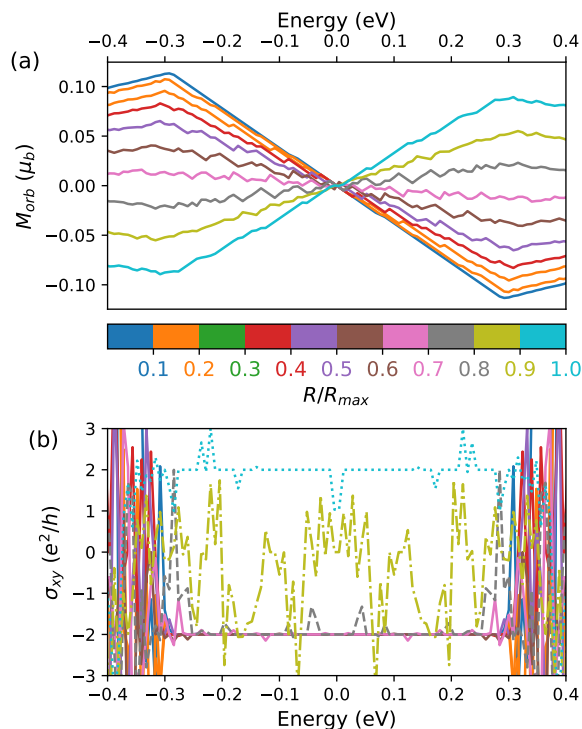 Energy (eV)
−0.4 −0.3 −0.2 −0.1 0.0 0.1 0.2 0.3 0.4
(a)
0.10
0.05
0.00
−0.05
−0.10
M_orb (μ_b)
0.1 0.2 0.3 0.4 0.5 0.6 0.7 0.8 0.9 1.0
R/R_max
(b)
3
2
1
0
−1
−2
−3
σ_xy (e²/h)
−0.4 −0.3 −0.2 −0.1 0.0 0.1 0.2 0.3 0.4
Energy (eV)